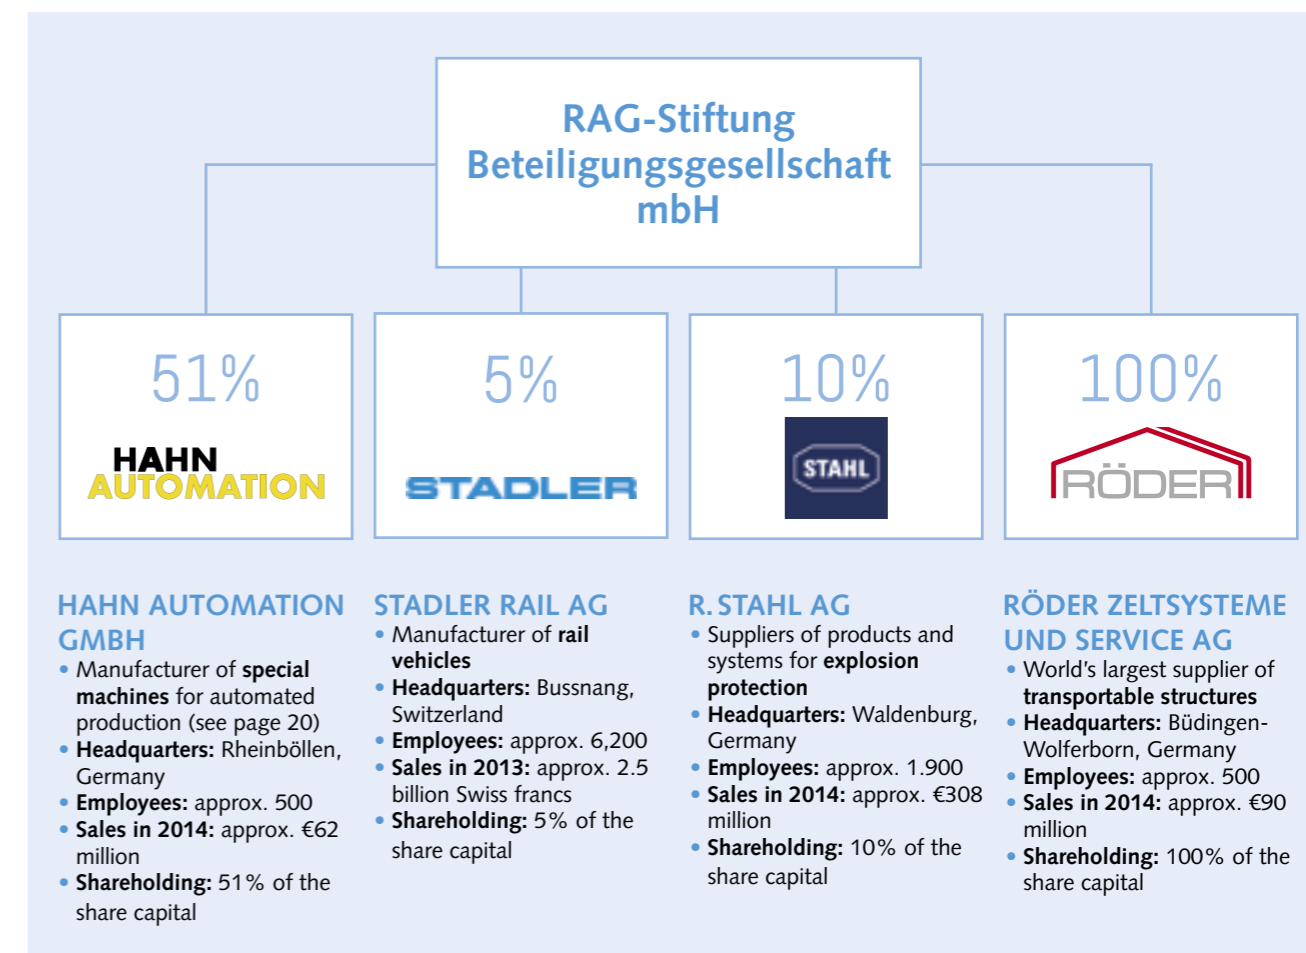 RAG-Stiftung
Beteiligungsgesellschaft
mbH
51%
HAHN
AUTOMATION
5%
STADLER
10%
STAHL
100%
RÖDER
HAHN AUTOMATION
GMBH
• Manufacturer of special
machines for automated
production (see page 20)
• Headquarters: Rheinböllen,
Germany
• Employees: approx. 500
• Sales in 2014: approx. €62
million
• Shareholding: 51% of the
share capital
STADLER RAIL AG
• Manufacturer of rail
vehicles
• Headquarters: Bussnang,
Switzerland
• Employees: approx. 6,200
• Sales in 2013: approx. 2.5
billion Swiss francs
• Shareholding: 5% of the
share capital
R. STAHL AG
• Suppliers of products and
systems for explosion
protection
• Headquarters: Waldenburg,
Germany
• Employees: approx. 1.900
• Sales in 2014: approx. €308
million
• Shareholding: 10% of the
share capital
RÖDER ZELTSYSTEME
UND SERVICE AG
• World's largest supplier of
transportable structures
• Headquarters: Büdingen-
Wolferborn, Germany
• Employees: approx. 500
• Sales in 2014: approx. €90
million
• Shareholding: 100% of the
share capital